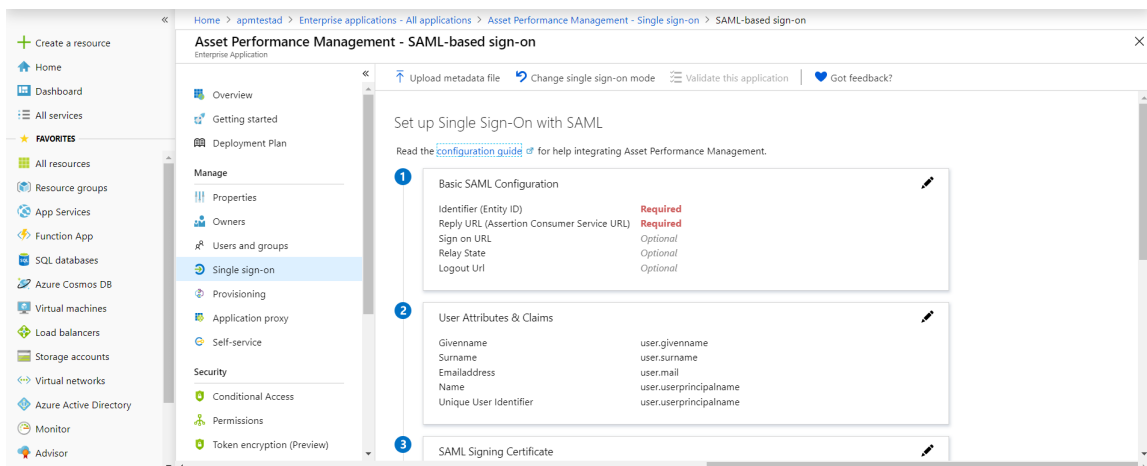 Home > apmtestad > Enterprise applications - All applications > Asset Performance Management - Single sign-on > SAML-based sign-on
Asset Performance Management - SAML-based sign-on
Enterprise Application
Create a resource
Home
Dashboard
All services
FAVORITES
All resources
Resource groups
App Services
Function App
SQL databases
Azure Cosmos DB
Virtual machines
Load balancers
Storage accounts
Virtual networks
Azure Active Directory
Monitor
Advisor
Overview
Getting started
Deployment Plan
Manage
Properties
Owners
Users and groups
Single sign-on
Provisioning
Application proxy
Self-service
Security
Conditional Access
Permissions
Token encryption (Preview)
Upload metadata file Change single sign-on mode Validate this application Got feedback?
Set up Single Sign-On with SAML
Read the configuration guide for help integrating Asset Performance Management.
1
Basic SAML Configuration
Identifier (Entity ID) Required
Reply URL (Assertion Consumer Service URL) Required
Sign on URL Optional
Relay State Optional
Logout Url Optional
2
User Attributes & Claims
Givenname user.givenname
Surname user.surname
Emailaddress user.mail
Name user.userprincipalname
Unique User Identifier user.userprincipalname
3
SAML Signing Certificate